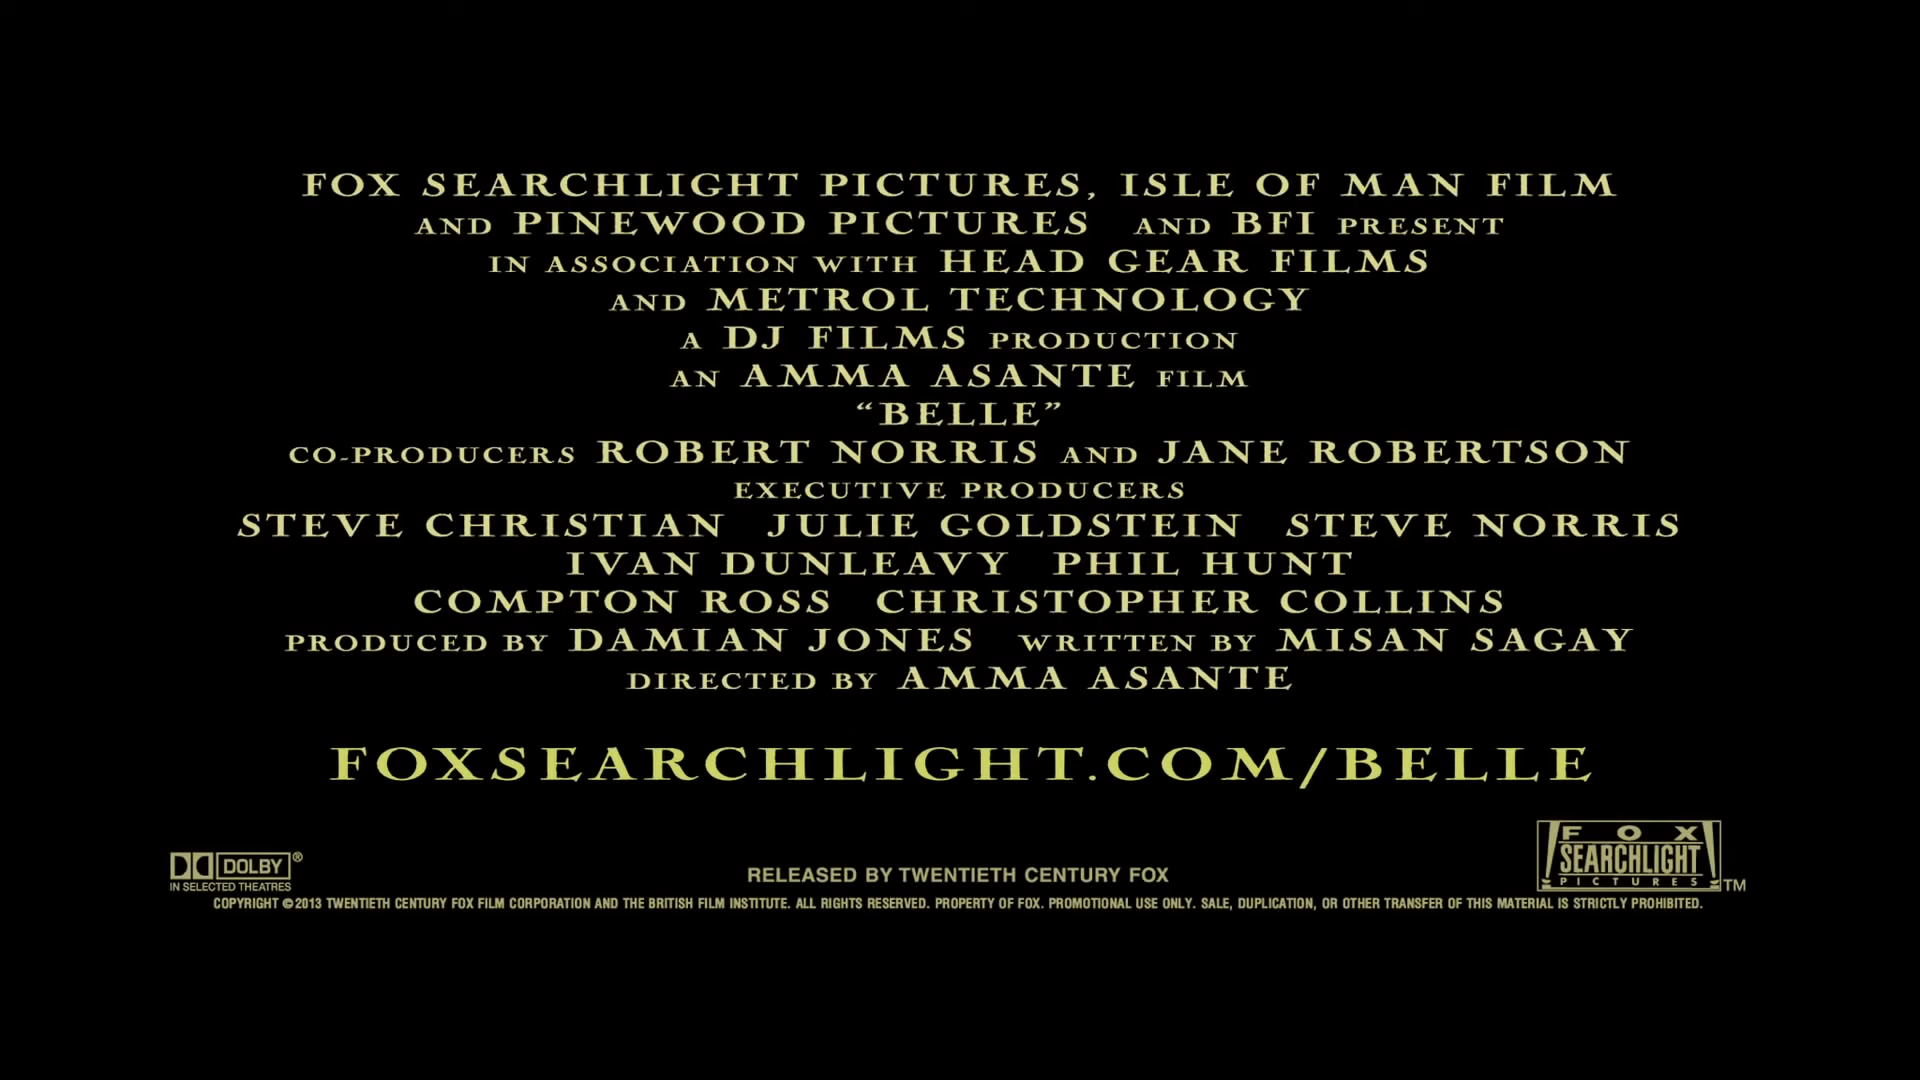 FOX SEARCHLIGHT PICTURES, ISLE OF MAN FILM
AND PINEWOOD PICTURES AND BFI PRESENT
IN ASSOCIATION WITH HEAD GEAR FILMS
AND METROL TECHNOLOGY
A DJ FILMS PRODUCTION
AN AMMA ASANTE FILM
“BELLE”
CO-PRODUCERS ROBERT NORRIS AND JANE ROBERTSON
EXECUTIVE PRODUCERS
STEVE CHRISTIAN JULIE GOLDSTEIN STEVE NORRIS
IVAN DUNLEAVY PHIL HUNT
COMPTON ROSS CHRISTOPHER COLLINS
PRODUCED BY DAMIAN JONES WRITTEN BY MISAN SAGAY
DIRECTED BY AMMA ASANTE
FOXSEARCHLIGHT.COM/BELLE
DOLBY®
IN SELECTED THEATRES
RELEASED BY TWENTIETH CENTURY FOX
FOX
SEARCHLIGHT
PICTURES™
COPYRIGHT ©2013 TWENTIETH CENTURY FOX FILM CORPORATION AND THE BRITISH FILM INSTITUTE. ALL RIGHTS RESERVED. PROPERTY OF FOX. PROMOTIONAL USE ONLY. SALE, DUPLICATION, OR OTHER TRANSFER OF THIS MATERIAL IS STRICTLY PROHIBITED.